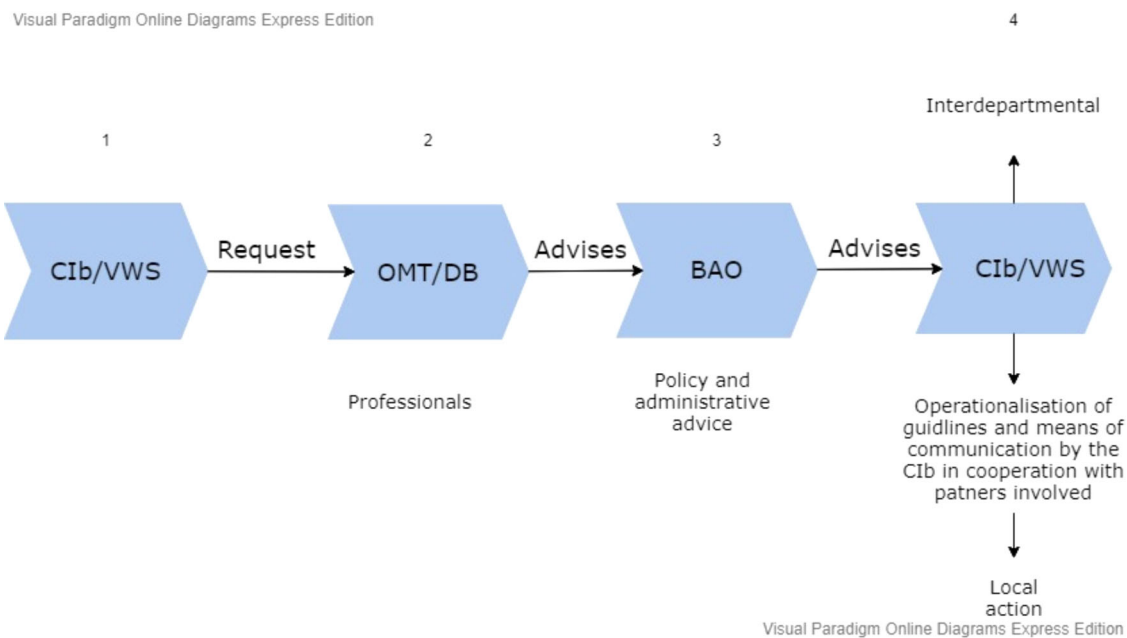 Visual Paradigm Online Diagrams Express Edition
4
Interdepartmental
1
2
3
CIb/VWS
Request
OMT/DB
Advises
BAO
Advises
CIb/VWS
Professionals
Policy and
administrative
advice
Operationalisation of
guidlines and means of
communication by the
CIb in cooperation with
patners involved
Local
action
Visual Paradigm Online Diagrams Express Edition